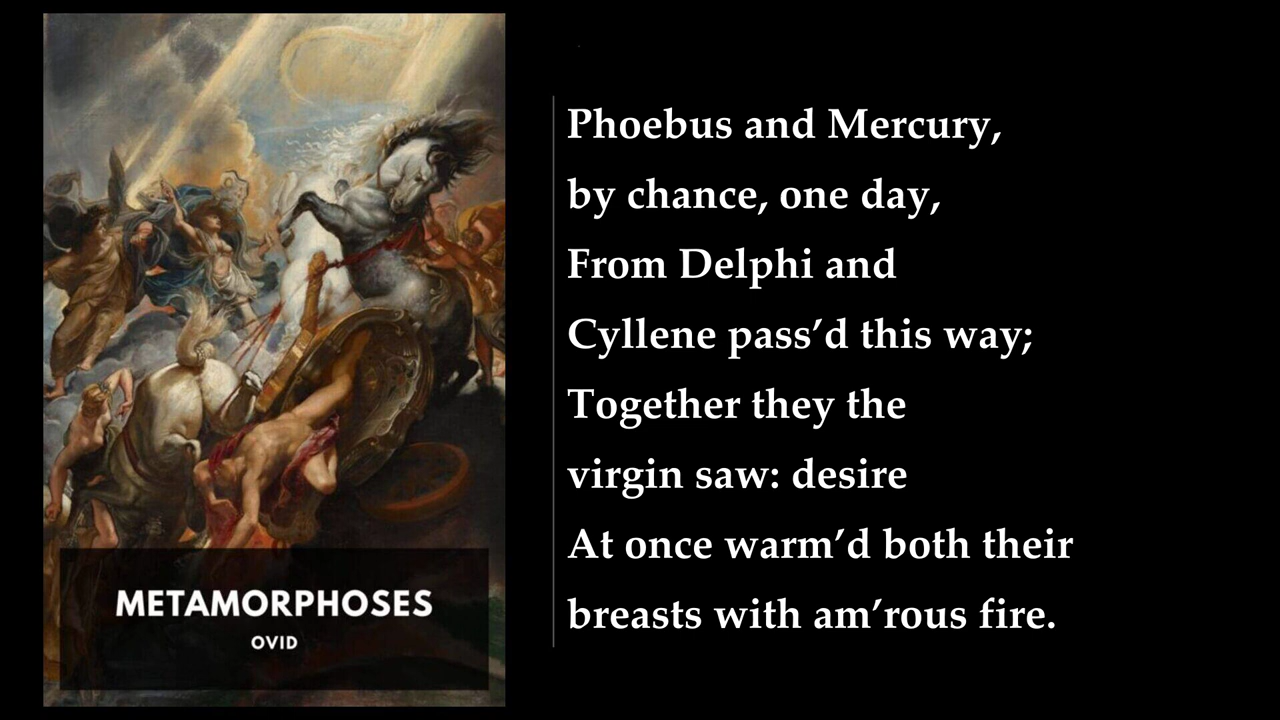 METAMORPHOSES
OVID
Phoebus and Mercury,
by chance, one day,
From Delphi and
Cyllene pass’d this way;
Together they the
virgin saw: desire
At once warm’d both their
breasts with am’rous fire.